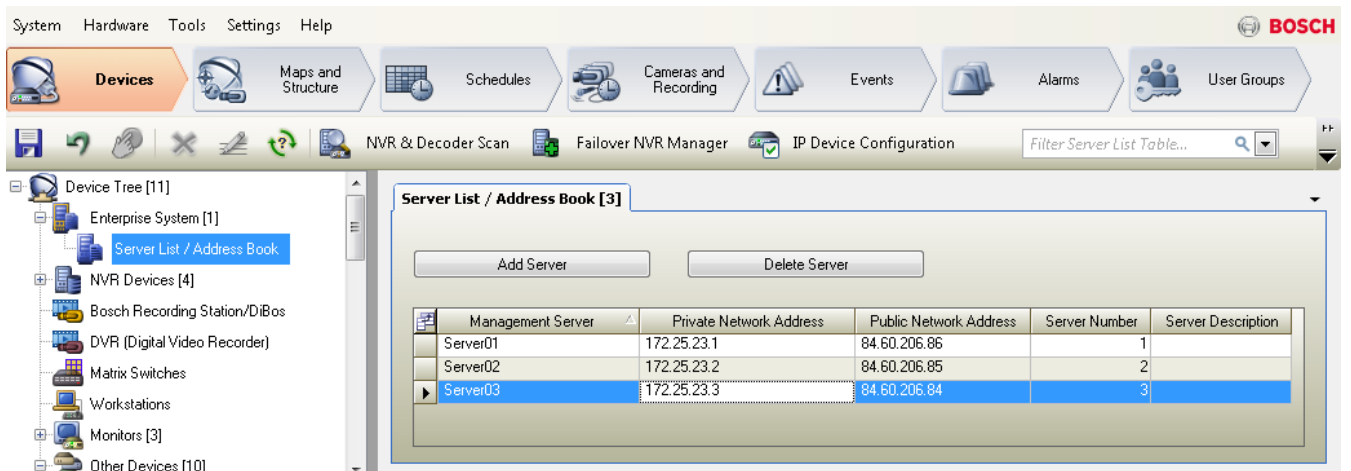 System Hardware Tools Settings Help
BOSCH
Devices
Maps and
Structure
Schedules
Cameras and
Recording
Events
Alarms
User Groups
NVR & Decoder Scan Failover NVR Manager IP Device Configuration Filter Server List Table...
Device Tree [11]
Enterprise System [1]
Server List / Address Book
NVR Devices [4]
Bosch Recording Station/DiBos
DVR (Digital Video Recorder)
Matrix Switches
Workstations
Monitors [3]
Other Devices [10]
Server List / Address Book [3]
Add Server Delete Server
Management Server Private Network Address Public Network Address Server Number Server Description
Server01 172.25.23.1 84.60.206.86 1
Server02 172.25.23.2 84.60.206.85 2
Server03 172.25.23.3 84.60.206.84 3